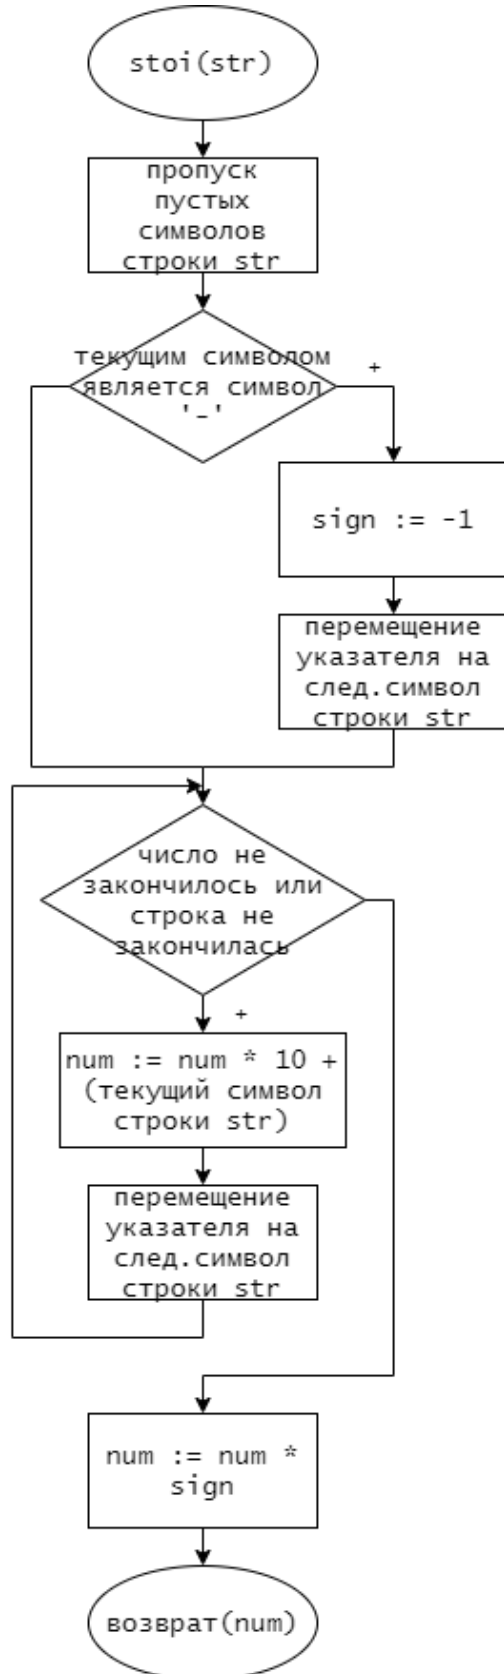 stoi(str)
пропуск
пустых
символов
строки str
текущим символом
является символ
'-'
+
sign := -1
перемещение
указателя на
след.символ
строки str
число не
закончилось или
строка не
закончилась
+
num := num * 10 +
(текущий символ
строки str)
перемещение
указателя на
след.символ
строки str
num := num *
sign
возврат(num)